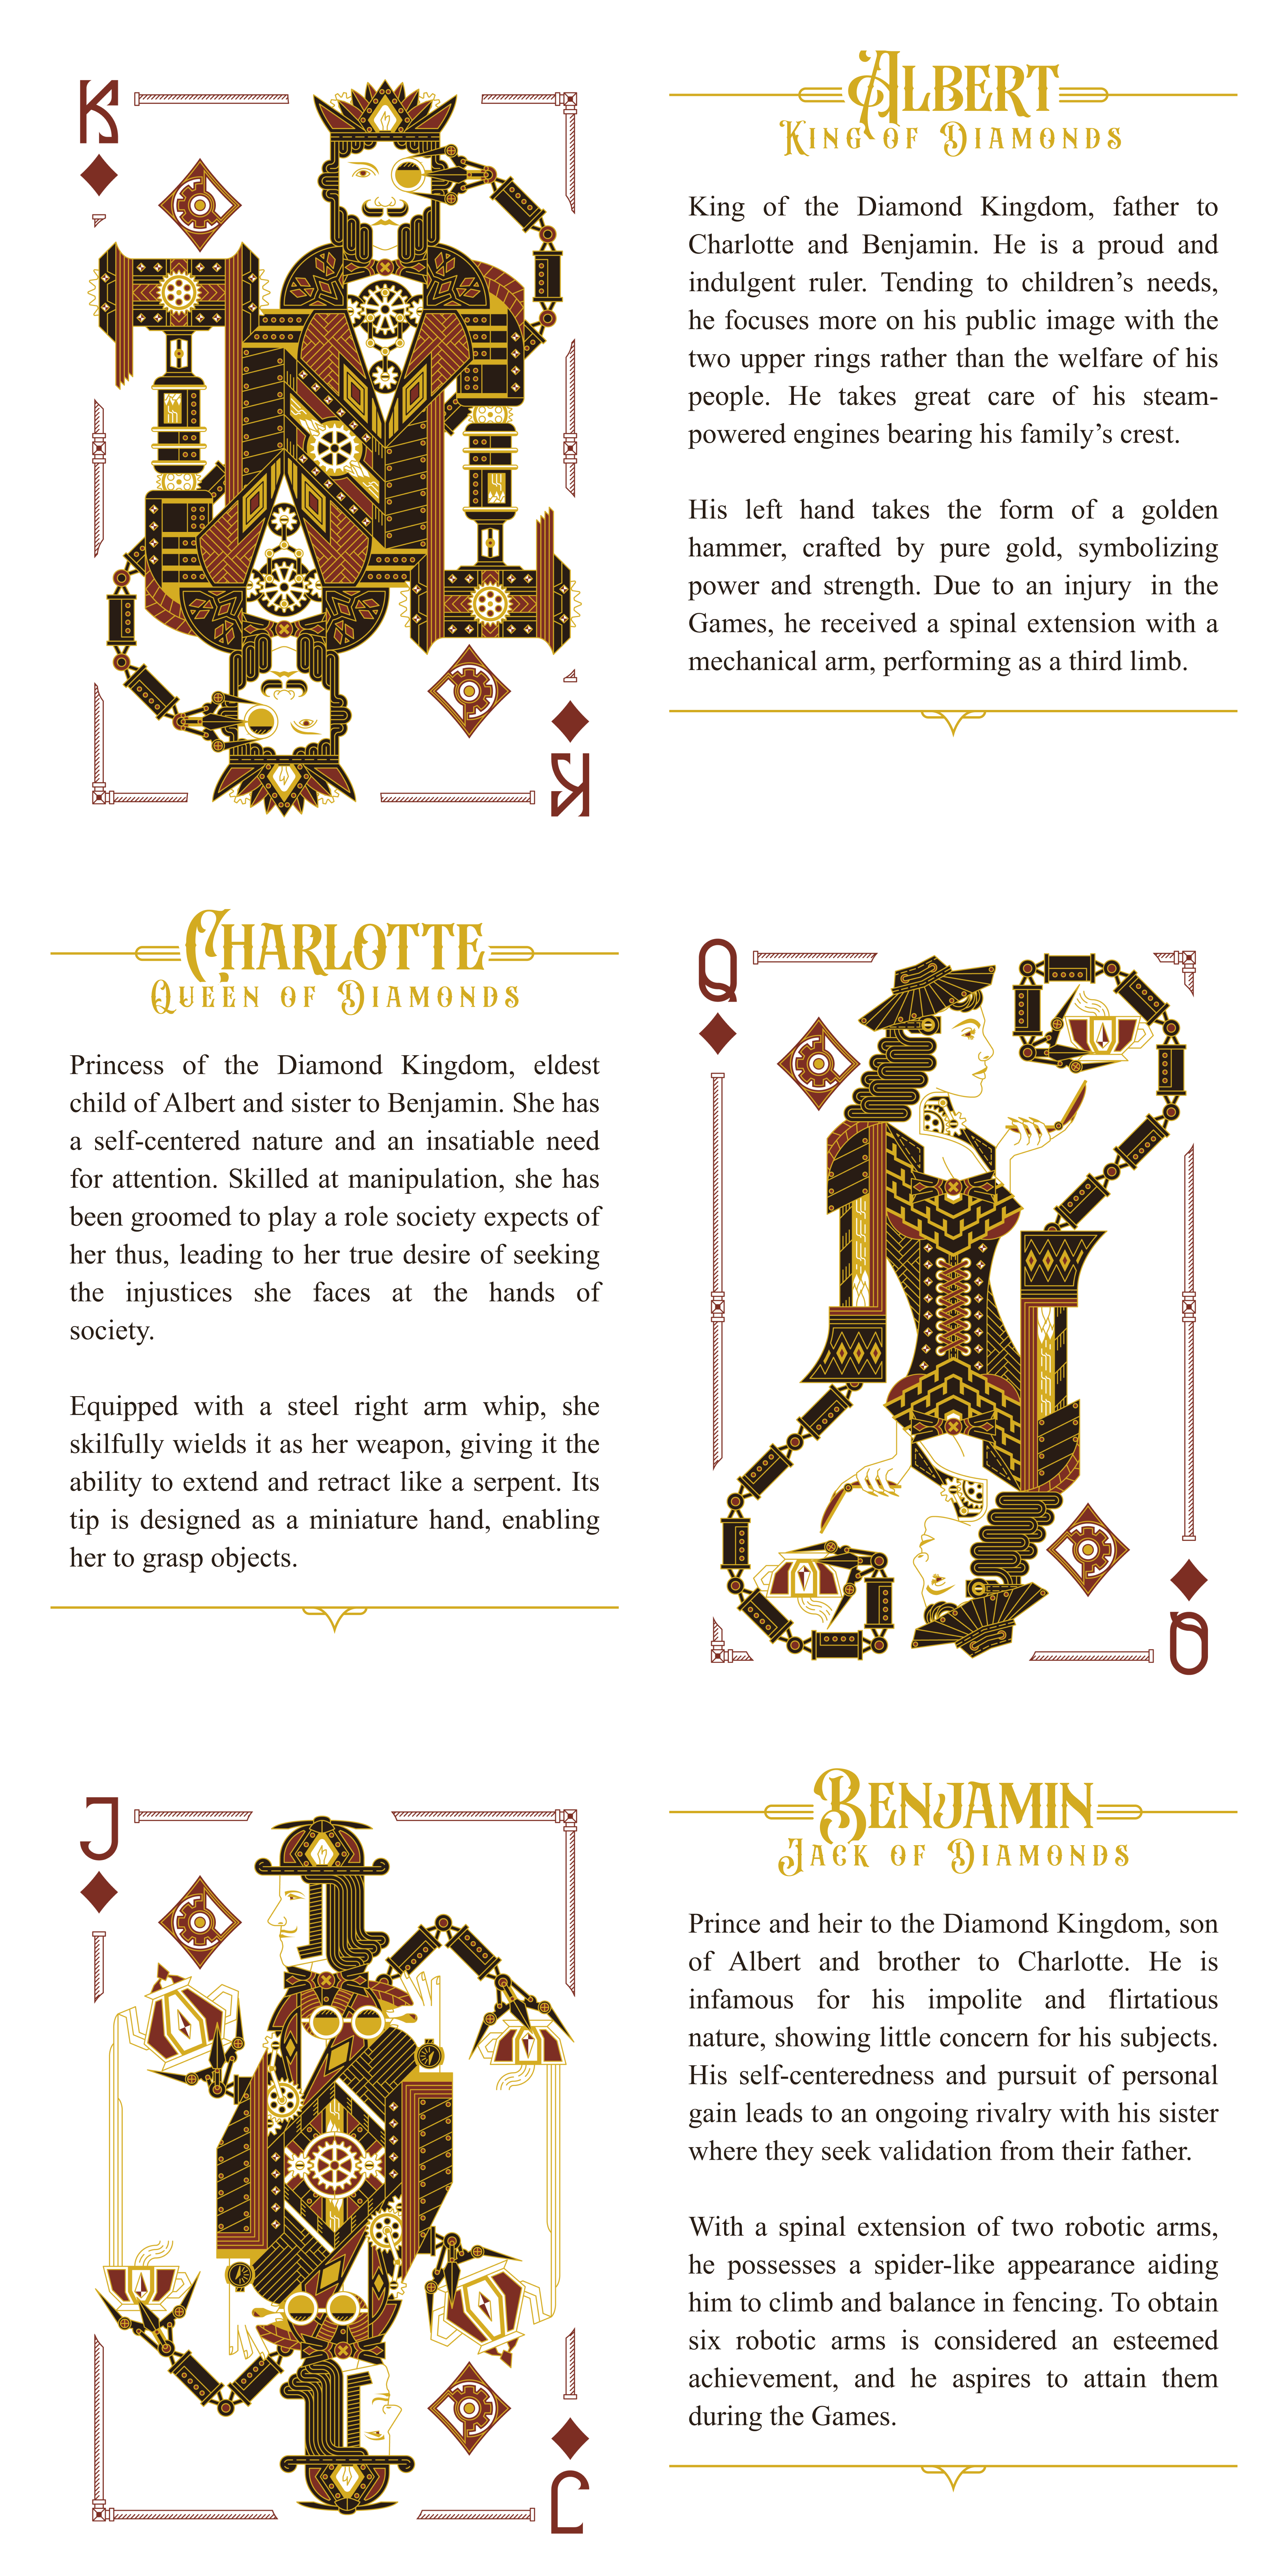 K
ALBERT
KING OF DIAMONDS
King of the Diamond Kingdom, father to
Charlotte and Benjamin. He is a proud and
indulgent ruler. Tending to children’s needs,
he focuses more on his public image with the
two upper rings rather than the welfare of his
people. He takes great care of his steam-
powered engines bearing his family’s crest.
His left hand takes the form of a golden
hammer, crafted by pure gold, symbolizing
power and strength. Due to an injury in the
Games, he received a spinal extension with a
mechanical arm, performing as a third limb.
K
CHARLOTTE
QUEEN OF DIAMONDS
Princess of the Diamond Kingdom, eldest
child of Albert and sister to Benjamin. She has
a self-centered nature and an insatiable need
for attention. Skilled at manipulation, she has
been groomed to play a role society expects of
her thus, leading to her true desire of seeking
the injustices she faces at the hands of
society.
Equipped with a steel right arm whip, she
skilfully wields it as her weapon, giving it the
ability to extend and retract like a serpent. Its
tip is designed as a miniature hand, enabling
her to grasp objects.
Q
Q
J
BENJAMIN
JACK OF DIAMONDS
Prince and heir to the Diamond Kingdom, son
of Albert and brother to Charlotte. He is
infamous for his impolite and flirtatious
nature, showing little concern for his subjects.
His self-centeredness and pursuit of personal
gain leads to an ongoing rivalry with his sister
where they seek validation from their father.
With a spinal extension of two robotic arms,
he possesses a spider-like appearance aiding
him to climb and balance in fencing. To obtain
six robotic arms is considered an esteemed
achievement, and he aspires to attain them
during the Games.
J